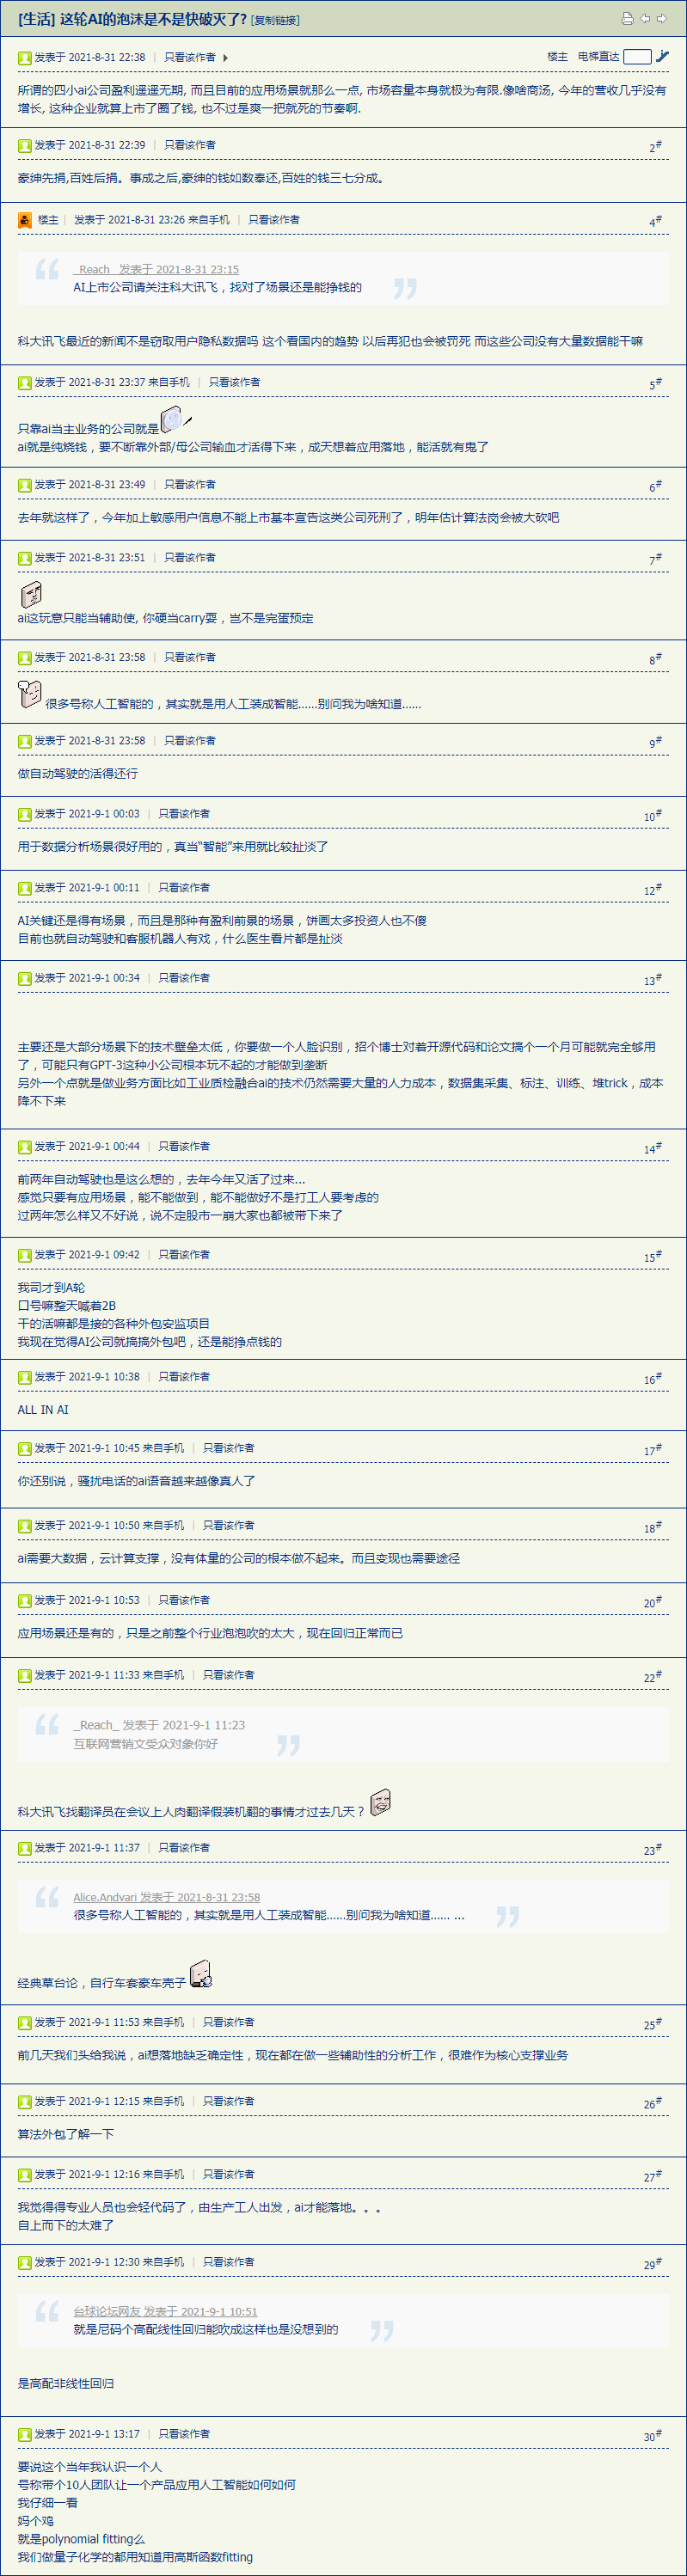 [生活] 这轮AI的泡沫是不是快破灭了? [复制链接]
发表于 2021-8-31 22:38 | 只看该作者 楼主 电梯直达
所谓的四小ai公司盈利遥遥无期, 而且目前的应用场景就那么一点, 市场容量本身就极为有限.像啥商汤, 今年的营收几乎没有
增长, 这种企业就算上市了圈了钱, 也不过是爽一把就死的节奏啊.
发表于 2021-8-31 22:39 | 只看该作者 2#
豪绅先捐,百姓后捐。事成之后,豪绅的钱如数奉还,百姓的钱三七分成。
楼主 | 发表于 2021-8-31 23:26 来自手机 | 只看该作者 4#
_Reach_ 发表于 2021-8-31 23:15
AI上市公司请关注科大讯飞，找对了场景还是能挣钱的
科大讯飞最近的新闻不是窃取用户隐私数据吗 这个看国内的趋势 以后再犯也会被罚死 而这些公司没有大量数据能干嘛
发表于 2021-8-31 23:37 来自手机 | 只看该作者 5#
只靠ai当主业务的公司就是
ai就是纯烧钱，要不断靠外部/母公司输血才活得下来，成天想着应用落地，能活就有鬼了
发表于 2021-8-31 23:49 | 只看该作者 6#
去年就这样了，今年加上敏感用户信息不能上市基本宣告这类公司死刑了，明年估计算法岗会被大砍吧
发表于 2021-8-31 23:51 | 只看该作者 7#
ai这玩意只能当辅助使, 你硬当carry耍，岂不是完蛋预定
发表于 2021-8-31 23:58 | 只看该作者 8#
很多号称人工智能的，其实就是用人工装成智能……别问我为啥知道……
发表于 2021-8-31 23:58 | 只看该作者 9#
做自动驾驶的活得还行
发表于 2021-9-1 00:03 | 只看该作者 10#
用于数据分析场景很好用的，真当“智能”来用就比较扯淡了
发表于 2021-9-1 00:11 | 只看该作者 12#
AI关键还是得有场景，而且是那种有盈利前景的场景，饼画太多投资人也不傻
目前也就自动驾驶和客服机器人有戏，什么医生看片都是扯淡
发表于 2021-9-1 00:34 | 只看该作者 13#
主要还是大部分场景下的技术壁垒太低，你要做一个人脸识别，招个博士对着开源代码和论文搞个一个月可能就完全够用
了，可能只有GPT-3这种小公司根本玩不起的才能做到垄断
另外一个点就是做业务方面比如工业质检融合ai的技术仍然需要大量的人力成本，数据集采集、标注、训练、堆trick，成本
降不下来
发表于 2021-9-1 00:44 | 只看该作者 14#
前两年自动驾驶也是这么想的，去年今年又活了过来...
感觉只要有应用场景，能不能做到，能不能做好不是打工人要考虑的
过两年怎么样又不好说，说不定股市一崩大家也都被带下来了
发表于 2021-9-1 09:42 | 只看该作者 15#
我司才到A轮
口号嘛整天喊着2B
干的活嘛都是接的各种外包安监项目
我现在觉得AI公司就搞搞外包吧，还是能挣点钱的
发表于 2021-9-1 10:38 | 只看该作者 16#
ALL IN AI
发表于 2021-9-1 10:45 来自手机 | 只看该作者 17#
你还别说，骚扰电话的ai语音越来越像真人了
发表于 2021-9-1 10:50 来自手机 | 只看该作者 18#
ai需要大数据，云计算支撑，没有体量的公司的根本做不起来。而且变现也需要途径
发表于 2021-9-1 10:53 | 只看该作者 20#
应用场景还是有的，只是之前整个行业泡泡吹的太大，现在回归正常而已
发表于 2021-9-1 11:33 来自手机 | 只看该作者 22#
_Reach_ 发表于 2021-9-1 11:23
互联网营销文受众对象你好
科大讯飞找翻译员在会议上人肉翻译假装机翻的事情才过去几天？
发表于 2021-9-1 11:37 | 只看该作者 23#
Alice.Andvari 发表于 2021-8-31 23:58
很多号称人工智能的，其实就是用人工装成智能……别问我为啥知道…… ...
经典草台论，自行车套豪车壳子
发表于 2021-9-1 11:53 来自手机 | 只看该作者 25#
前几天我们头给我说，ai想落地缺乏确定性，现在都在做一些辅助性的分析工作，很难作为核心支撑业务
发表于 2021-9-1 12:15 来自手机 | 只看该作者 26#
算法外包了解一下
发表于 2021-9-1 12:16 来自手机 | 只看该作者 27#
我觉得得专业人员也会轻代码了，由生产工人出发，ai才能落地。。。
自上而下的太难了
发表于 2021-9-1 12:30 来自手机 | 只看该作者 29#
台球论坛网友 发表于 2021-9-1 10:51
就是尼码个高配线性回归能吹成这样也是没想到的
是高配非线性回归
发表于 2021-9-1 13:17 | 只看该作者 30#
要说这个当年我认识一个人
号称带个10人团队让一个产品应用人工智能如何如何
我仔细一看
妈个鸡
就是polynomial fitting么
我们做量子化学的都用知道用高斯函数fitting